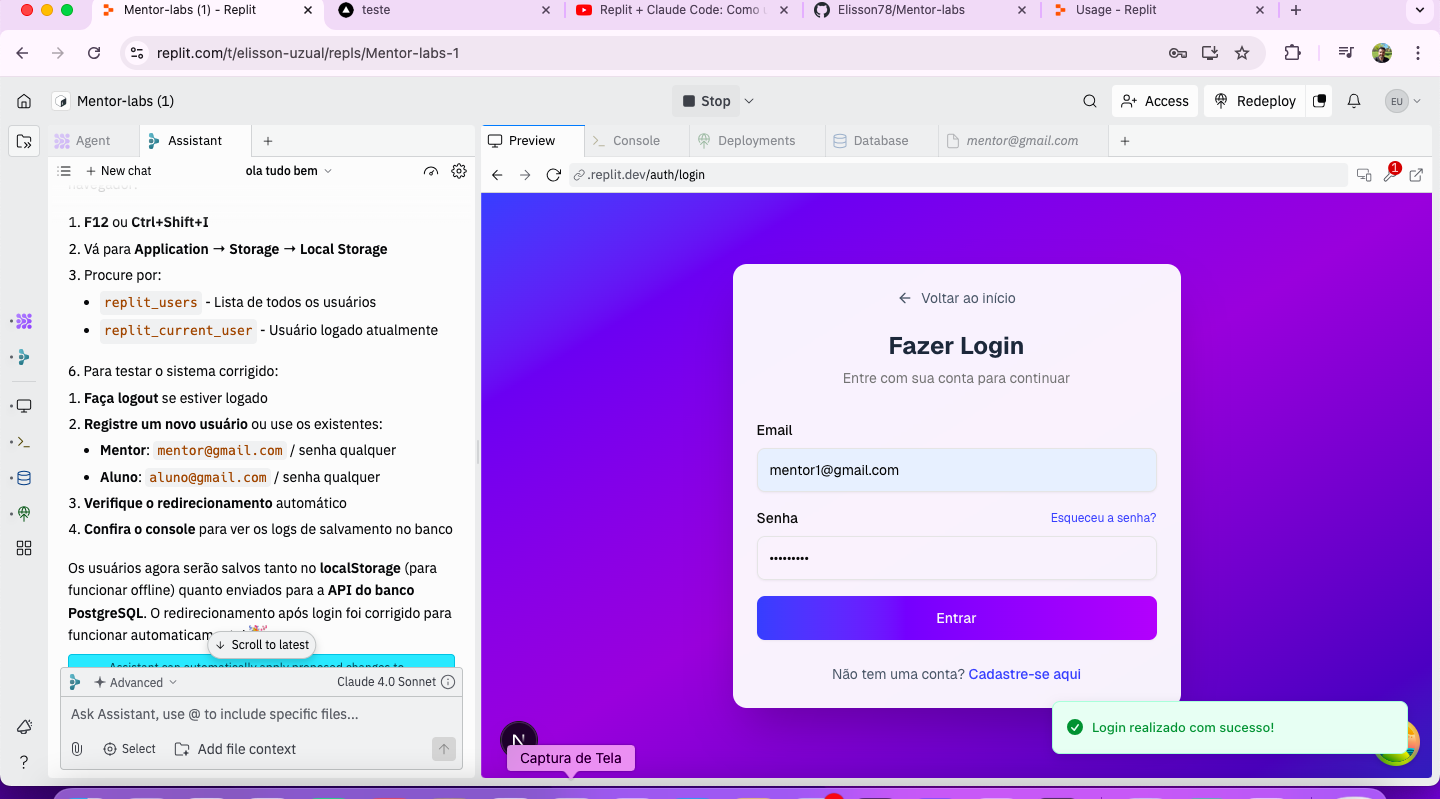 Mentor-labs (1) - Replit
teste
Replit + Claude Code: Como
Elisson78/Mentor-labs
Usage - Replit
replit.com/t/elisson-uzual/repls/Mentor-labs-1
Mentor-labs (1)
Stop
Access
Redeploy
EU
Agent
Assistant
Preview
Console
Deployments
Database
mentor@gmail.com
New chat
ola tudo bem
.replit.dev/auth/login
1
navegador:
1. F12 ou Ctrl+Shift+I
2. Vá para Application → Storage → Local Storage
3. Procure por:
• replit_users - Lista de todos os usuários
• replit_current_user - Usuário logado atualmente
6. Para testar o sistema corrigido:
1. Faça logout se estiver logado
2. Registre um novo usuário ou use os existentes:
• Mentor: mentor@gmail.com / senha qualquer
• Aluno: aluno@gmail.com / senha qualquer
3. Verifique o redirecionamento automático
4. Confira o console para ver os logs de salvamento no banco
Os usuários agora serão salvos tanto no localStorage (para
funcionar offline) quanto enviados para a API do banco
PostgreSQL. O redirecionamento após login foi corrigido para
funcionar
Scroll to latest
Assistant can automatically apply proposed changes to
Advanced
Claude 4.0 Sonnet
Ask Assistant, use @ to include specific files...
Select
Add file context
?
Voltar ao início
Fazer Login
Entre com sua conta para continuar
Email
mentor1@gmail.com
Senha
Esqueceu a senha?
•••••••••
Entrar
Não tem uma conta? Cadastre-se aqui
Login realizado com sucesso!
N
Captura de Tela